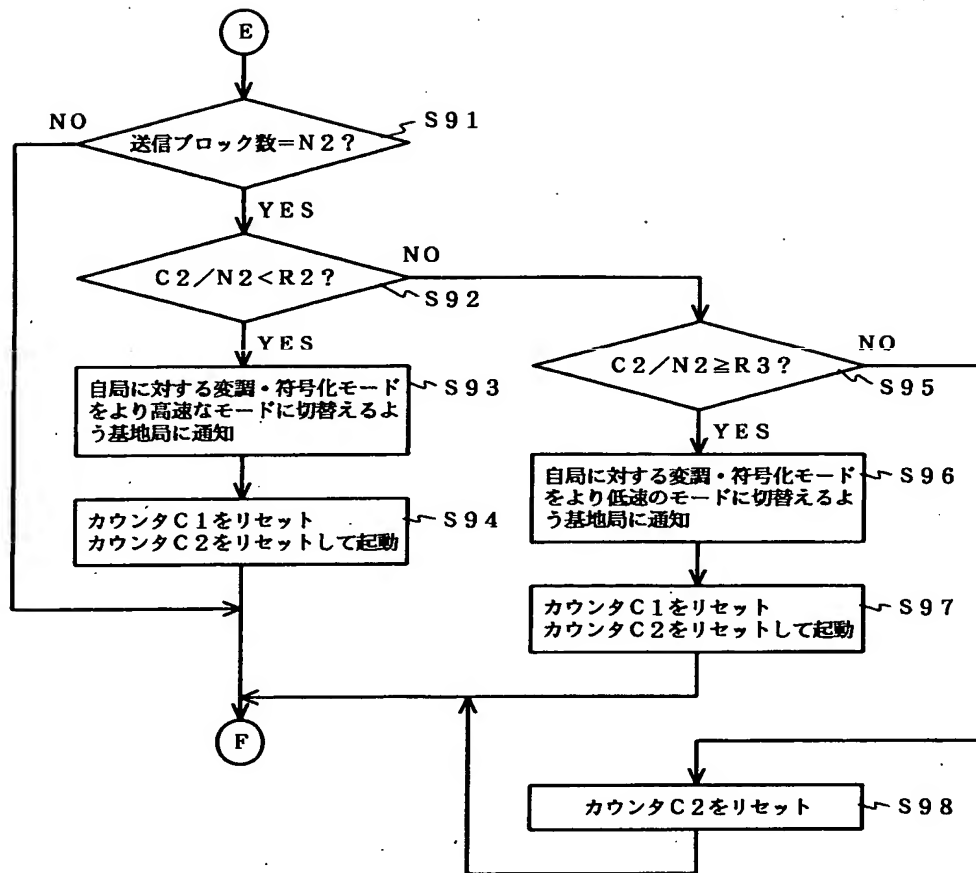 E
NO
S91
送信ブロック数=N2?
YES
C2/N2<R2?
NO
S92
YES
自局に対する変調・符号化モード
をより高速なモードに切替えるよ
う基地局に通知
S93
カウンタC1をリセット
カウンタC2をリセットして起動
S94
C2/N2≧R3?
NO
S95
YES
自局に対する変調・符号化モード
をより低速のモードに切替えるよ
う基地局に通知
S96
カウンタC1をリセット
カウンタC2をリセットして起動
S97
F
カウンタC2をリセット
S98